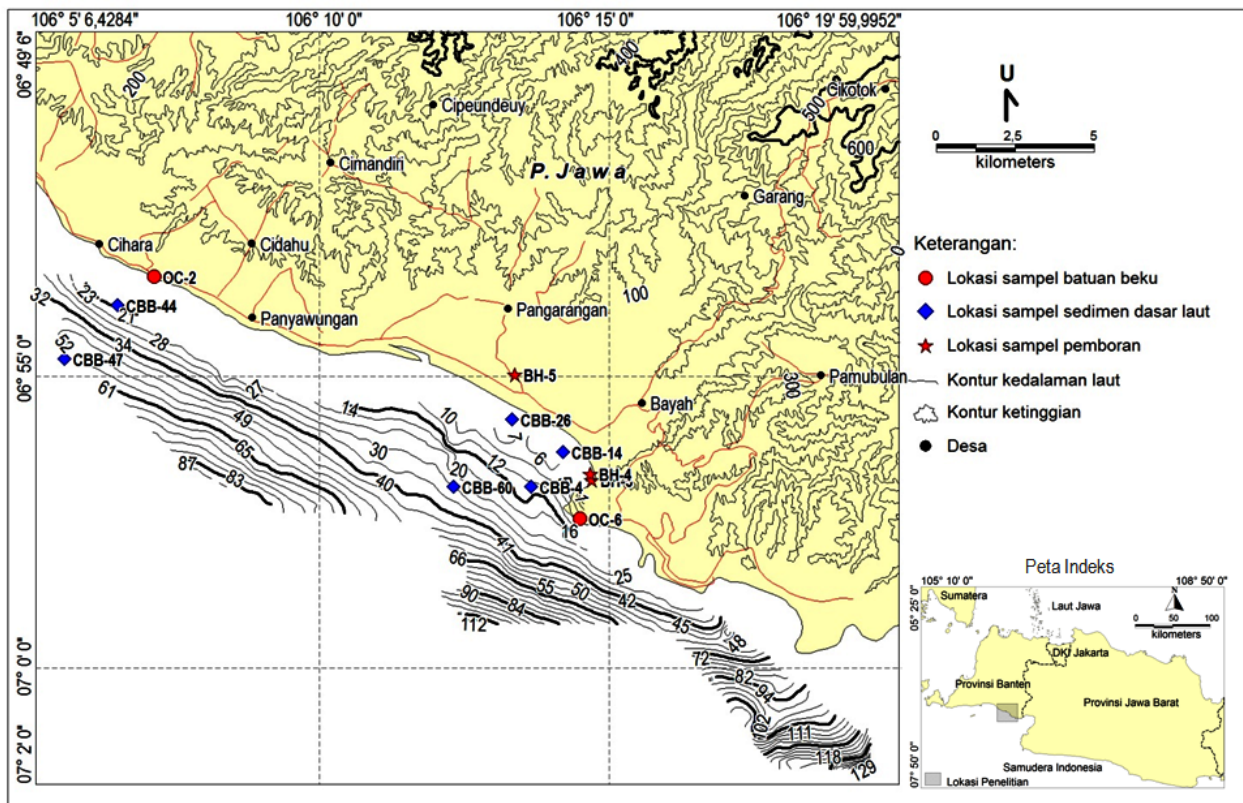 106° 5' 6,4284"
106° 10' 0"
106° 15' 0"
106° 19' 59,9952"
06° 49' 6"
06° 55' 0"
07° 0' 0"
07° 2' 0"
200
400
500
600
100
300
0
Cikotok
Cipeundeuy
Cimandiri
P. Jawa
Garang
Cihara
Cidahu
OC-2
CBB-44
Panyawungan
Pangarangan
CBB-47
BH-5
Pamubulan
Bayah
CBB-26
CBB-14
BH-4
CBB-60
CBB-4
OC-6
23
27
32
28
34
52
61
27
49
65
87
83
14
10
7
6
30
12
20
40
16
41
66
55
50
25
42
90
84
112
45
48
72
82
94
102
111
118
129
U
0
2,5
5
kilometers
Keterangan:
Lokasi sampel batuan beku
Lokasi sampel sedimen dasar laut
Lokasi sampel pemboran
Kontur kedalaman laut
Kontur ketinggian
Desa
Peta Indeks
105° 10' 0"
108° 50' 0"
05° 25' 0"
07° 50' 0"
Sumatera
Laut Jawa
N
0 50 100
kilometers
DKI Jakarta
Provinsi Banten
Provinsi Jawa Barat
Samudera Indonesia
Lokasi Penelitian